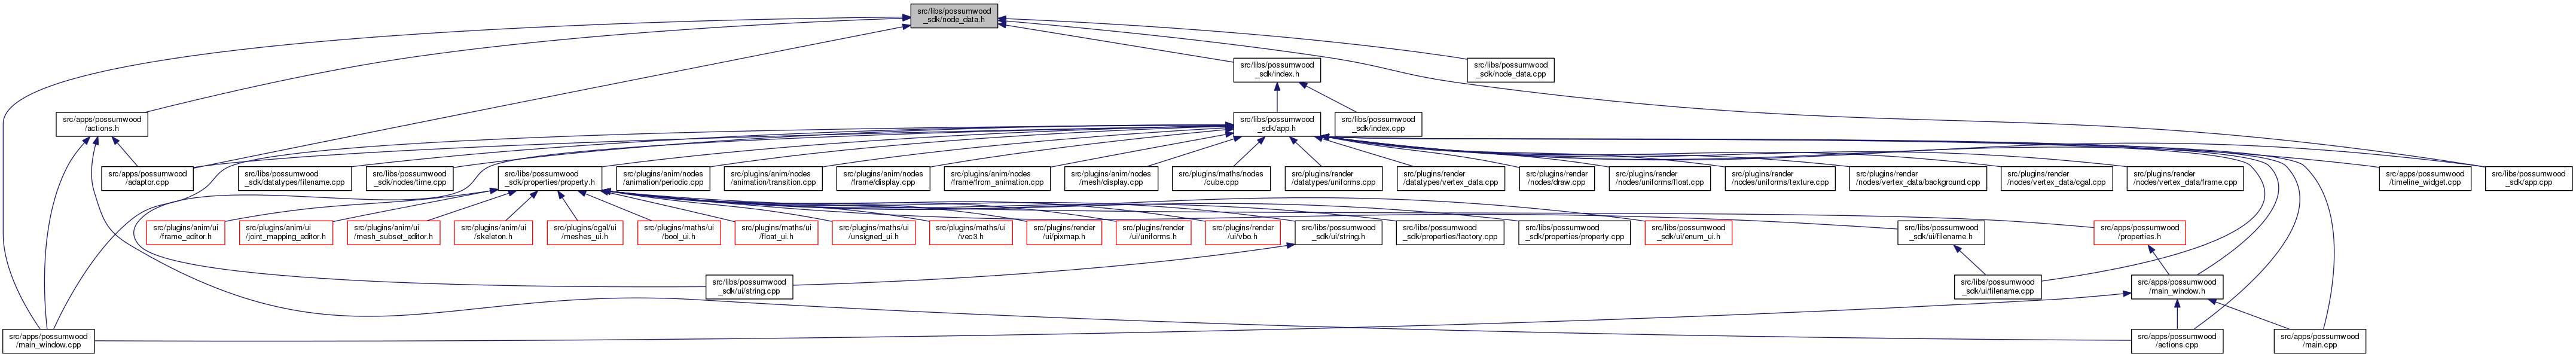 src/libs/possumwood
_sdk/node_data.h
src/libs/possumwood
_sdk/index.h
src/libs/possumwood
_sdk/node_data.cpp
src/apps/possumwood
/actions.h
src/libs/possumwood
_sdk/app.h
src/libs/possumwood
_sdk/index.cpp
src/apps/possumwood
/adaptor.cpp
src/libs/possumwood
_sdk/datatypes/filename.cpp
src/libs/possumwood
_sdk/nodes/time.cpp
src/libs/possumwood
_sdk/properties/property.h
src/plugins/anim/nodes
/animation/periodic.cpp
src/plugins/anim/nodes
/animation/transition.cpp
src/plugins/anim/nodes
/frame/display.cpp
src/plugins/anim/nodes
/frame/from_animation.cpp
src/plugins/anim/nodes
/mesh/display.cpp
src/plugins/maths/nodes
/cube.cpp
src/plugins/render
/datatypes/uniforms.cpp
src/plugins/render
/datatypes/vertex_data.cpp
src/plugins/render
/nodes/draw.cpp
src/plugins/render
/nodes/uniforms/float.cpp
src/plugins/render
/nodes/uniforms/texture.cpp
src/plugins/render
/nodes/vertex_data/background.cpp
src/plugins/render
/nodes/vertex_data/cgal.cpp
src/plugins/render
/nodes/vertex_data/frame.cpp
src/apps/possumwood
/timeline_widget.cpp
src/libs/possumwood
_sdk/app.cpp
src/plugins/anim/ui
/frame_editor.h
src/plugins/anim/ui
/joint_mapping_editor.h
src/plugins/anim/ui
/mesh_subset_editor.h
src/plugins/anim/ui
/skeleton.h
src/plugins/cgal/ui
/meshes_ui.h
src/plugins/maths/ui
/bool_ui.h
src/plugins/maths/ui
/float_ui.h
src/plugins/maths/ui
/unsigned_ui.h
src/plugins/maths/ui
/vec3.h
src/plugins/render
/ui/pixmap.h
src/plugins/render
/ui/uniforms.h
src/plugins/render
/ui/vbo.h
src/libs/possumwood
_sdk/ui/string.h
src/libs/possumwood
_sdk/properties/factory.cpp
src/libs/possumwood
_sdk/properties/property.cpp
src/libs/possumwood
_sdk/ui/enum_ui.h
src/libs/possumwood
_sdk/ui/filename.h
src/apps/possumwood
/properties.h
src/libs/possumwood
_sdk/ui/string.cpp
src/libs/possumwood
_sdk/ui/filename.cpp
src/apps/possumwood
/main_window.h
src/apps/possumwood
/main_window.cpp
src/apps/possumwood
/actions.cpp
src/apps/possumwood
/main.cpp